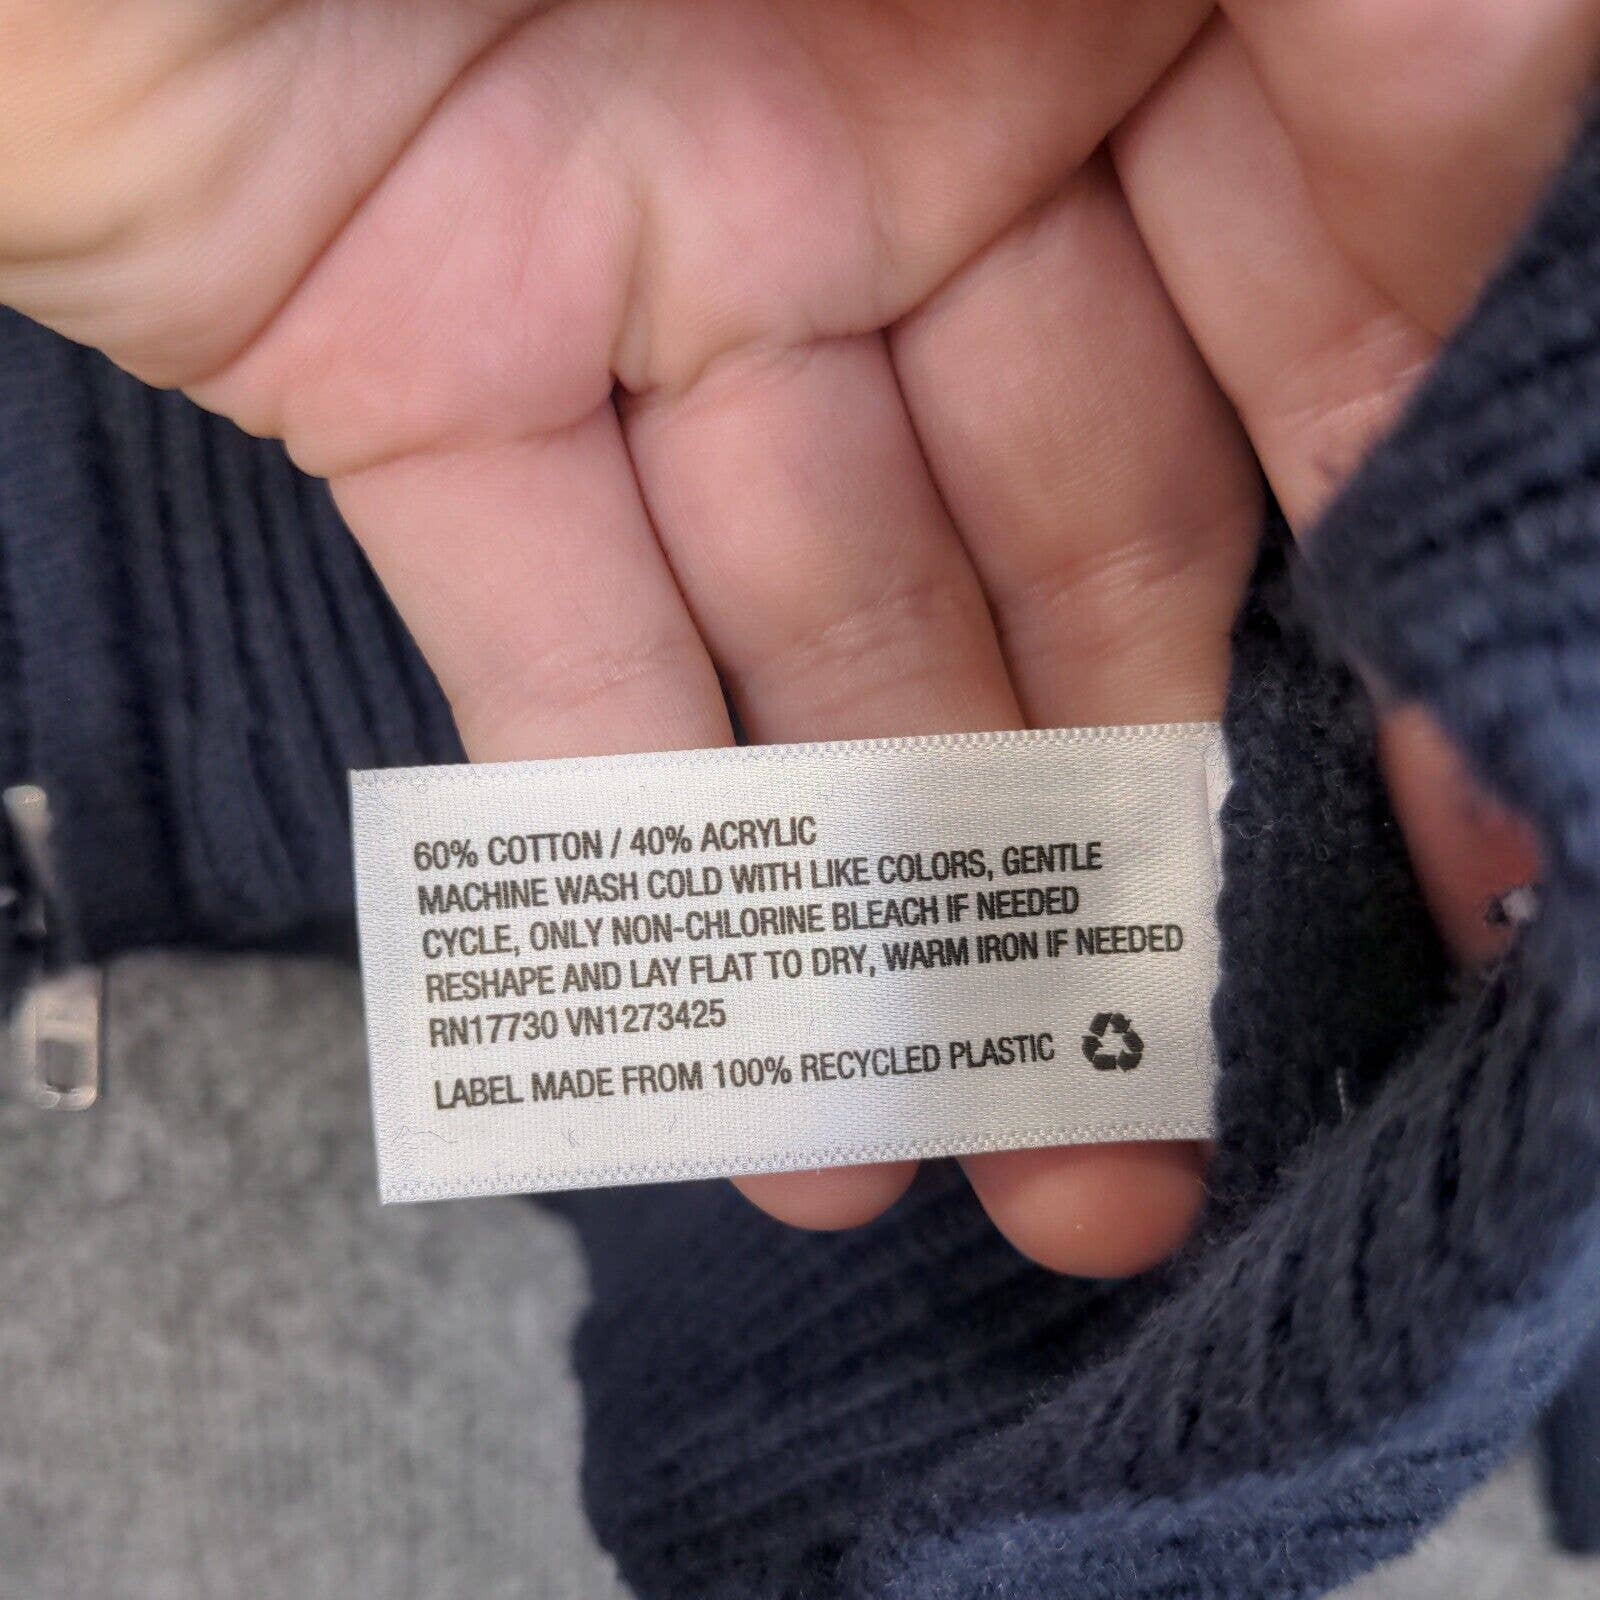 60% COTTON / 40% ACRYLIC
MACHINE WASH COLD WITH LIKE COLORS, GENTLE
CYCLE, ONLY NON-CHLORINE BLEACH IF NEEDED
RESHAPE AND LAY FLAT TO DRY, WARM IRON IF NEEDED
RN17730 VN1273425
LABEL MADE FROM 100% RECYCLED PLASTIC